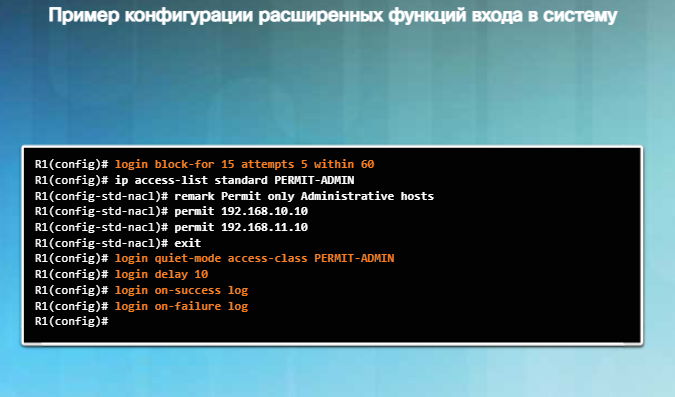 Пример конфигурации расширенных функций входа в систему
R1(config)# login block-for 15 attempts 5 within 60
R1(config)# ip access-list standard PERMIT-ADMIN
R1(config-std-nacl)# remark Permit only Administrative hosts
R1(config-std-nacl)# permit 192.168.10.10
R1(config-std-nacl)# permit 192.168.11.10
R1(config-std-nacl)# exit
R1(config)# login quiet-mode access-class PERMIT-ADMIN
R1(config)# login delay 10
R1(config)# login on-success log
R1(config)# login on-failure log
R1(config)#